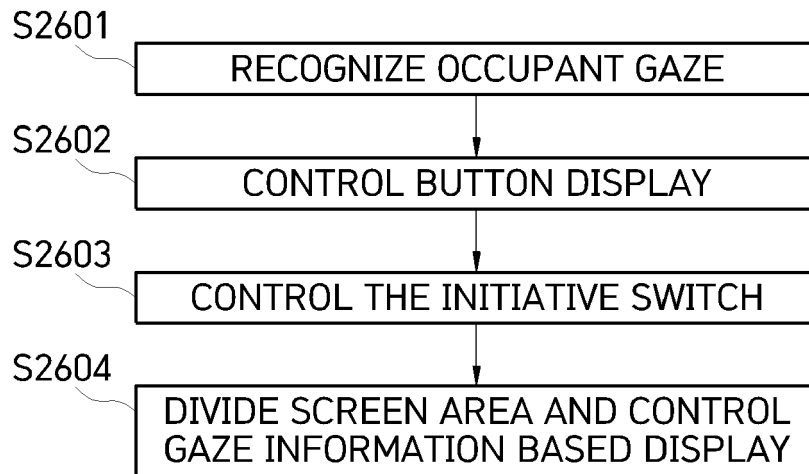 S2601
RECOGNIZE OCCUPANT GAZE
S2602
CONTROL BUTTON DISPLAY
S2603
CONTROL THE INITIATIVE SWITCH
S2604
DIVIDE SCREEN AREA AND CONTROL
GAZE INFORMATION BASED DISPLAY